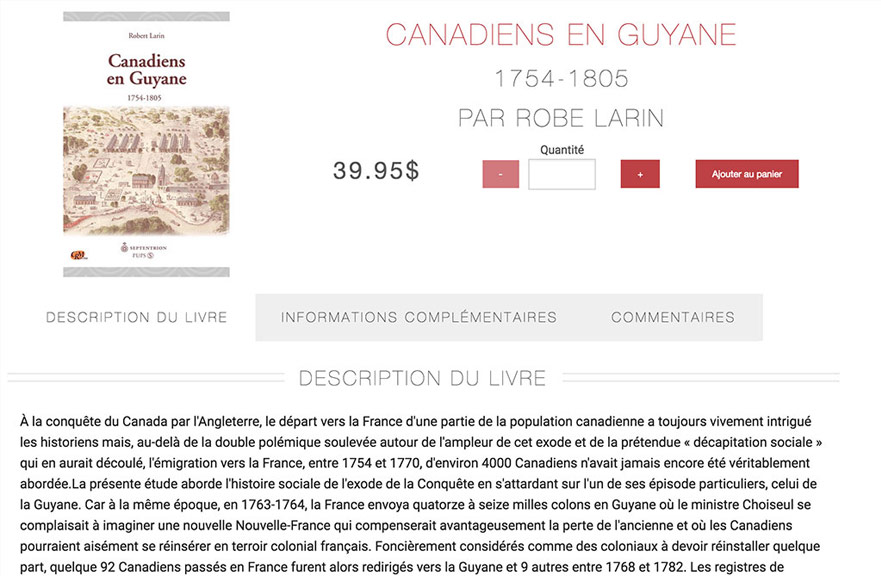 Robert Larin
Canadiens
en Guyane
1754-1805
SEPTENTRION
PUPS
CANADIENS EN GUYANE
1754-1805
PAR ROBE LARIN
Quantité
39.95$
-
+
Ajouter au panier
DESCRIPTION DU LIVRE
INFORMATIONS COMPLÉMENTAIRES
COMMENTAIRES
DESCRIPTION DU LIVRE
À la conquête du Canada par l'Angleterre, le départ vers la France d'une partie de la population canadienne a toujours vivement intrigué
les historiens mais, au-delà de la double polémique soulevée autour de l'ampleur de cet exode et de la prétendue « décapitation sociale »
qui en aurait découlé, l'émigration vers la France, entre 1754 et 1770, d'environ 4000 Canadiens n'avait jamais encore été véritablement
abordée.La présente étude aborde l'histoire sociale de l'exode de la Conquête en s'attardant sur l'un de ses épisode particuliers, celui de
la Guyane. Car à la même époque, en 1763-1764, la France envoya quatorze à seize milles colons en Guyane où le ministre Choiseul se
complaisait à imaginer une nouvelle Nouvelle-France qui compenserait avantageusement la perte de l'ancienne et où les Canadiens
pourraient aisément se réinsérer en terroir colonial français. Foncièrement considérés comme des coloniaux à devoir réinstaller quelque
part, quelque 92 Canadiens passés en France furent alors redirigés vers la Guyane et 9 autres entre 1768 et 1782. Les registres de